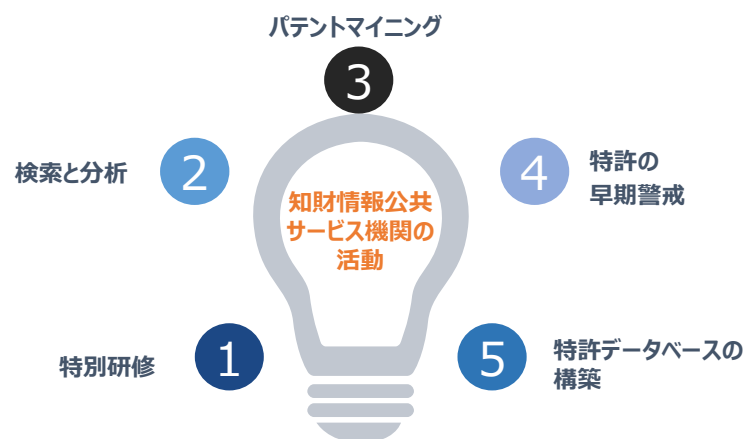 パテントマイニング
3
検索と分析
2
4
特許の
早期警戒
知財情報公共
サービス機関の
活動
特別研修
1
5
特許データベースの
構築